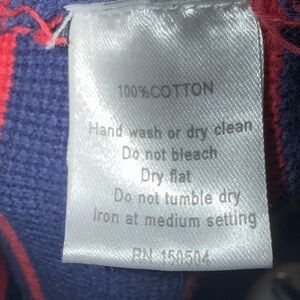 100%COTTON
Hand wash or dry clean
Do not bleach
Dry flat
Do not tumble dry
Iron at medium setting
RN 150504